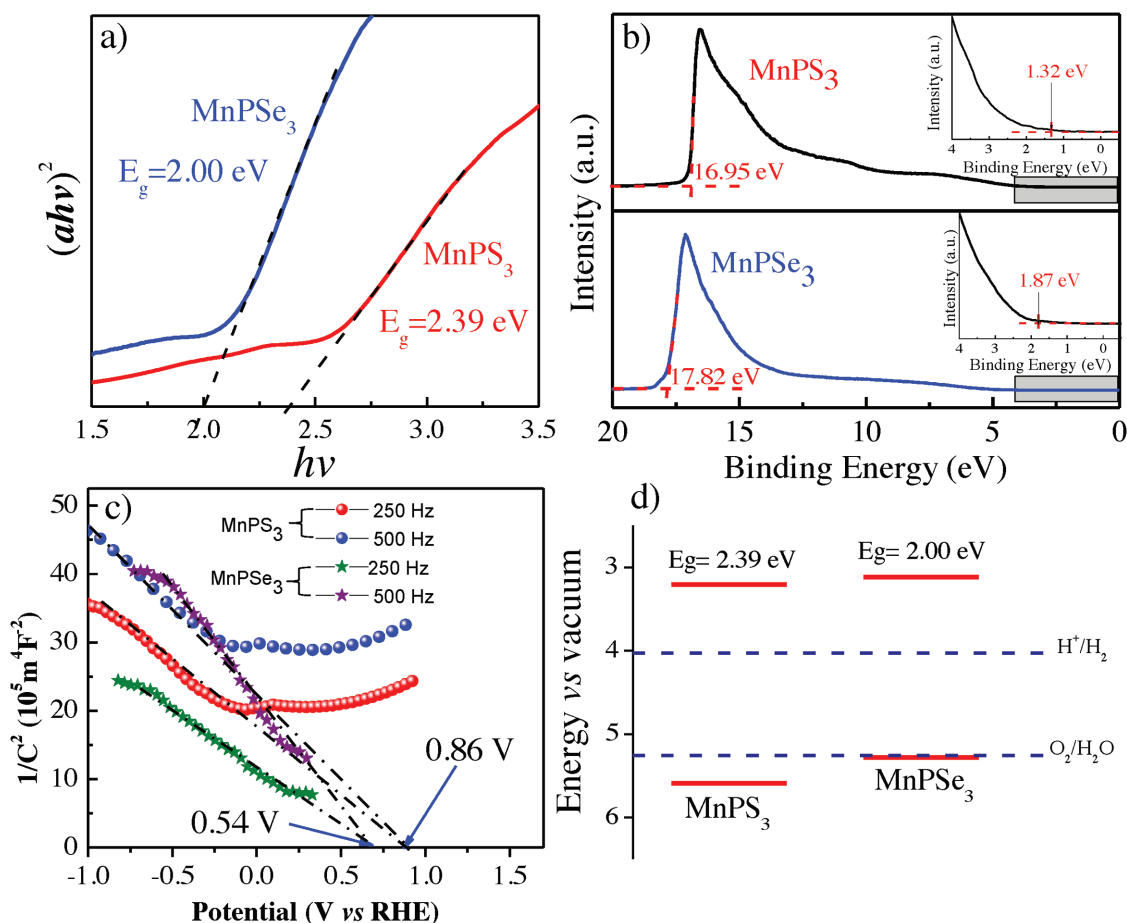 a)
MnPSe₃
E_g=2.00 eV
MnPS₃
E_g=2.39 eV
(ahν)²
1.5 2.0 2.5 3.0 3.5
hν
b)
MnPS₃
16.95 eV
Intensity (a.u.)
1.32 eV
4 3 2 1 0
Binding Energy (eV)
Intensity (a.u.)
MnPSe₃
17.82 eV
Intensity (a.u.)
1.87 eV
4 3 2 1 0
Binding Energy (eV)
20 15 10 5 0
Binding Energy (eV)
c)
MnPS₃
250 Hz
500 Hz
MnPSe₃
250 Hz
500 Hz
50
40
30
20
10
0
1/C² (10⁵m⁴F⁻²)
0.86 V
0.54 V
-1.0 -0.5 0.0 0.5 1.0 1.5
Potential (V vs RHE)
d)
Energy vs vacuum
3
4
5
6
Eg= 2.39 eV
Eg= 2.00 eV
H⁺/H₂
O₂/H₂O
MnPSe₃
MnPS₃